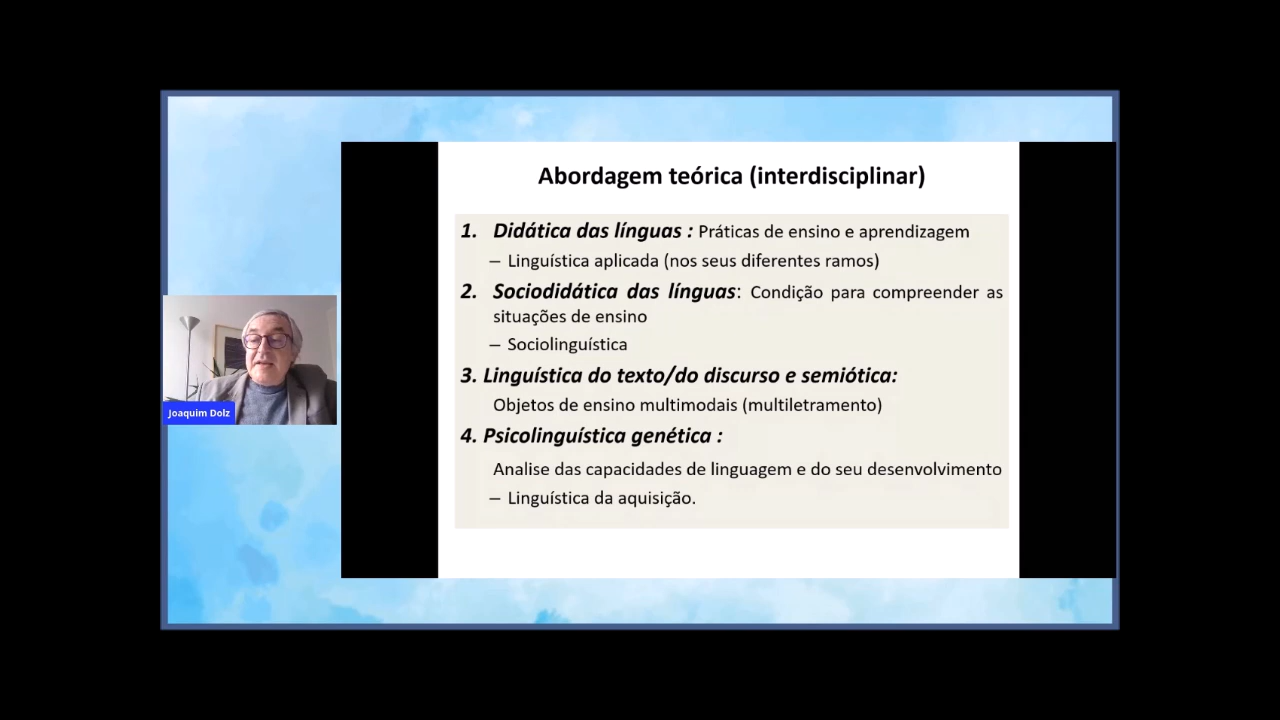 Abordagem teórica (interdisciplinar)
1. Didática das línguas : Práticas de ensino e aprendizagem
– Linguística aplicada (nos seus diferentes ramos)
2. Sociodidática das línguas: Condição para compreender as
situações de ensino
– Sociolinguística
3. Linguística do texto/do discurso e semiótica:
Objetos de ensino multimodais (multiletramento)
4. Psicolinguística genética :
Analise das capacidades de linguagem e do seu desenvolvimento
– Linguística da aquisição.
Joaquim Dolz